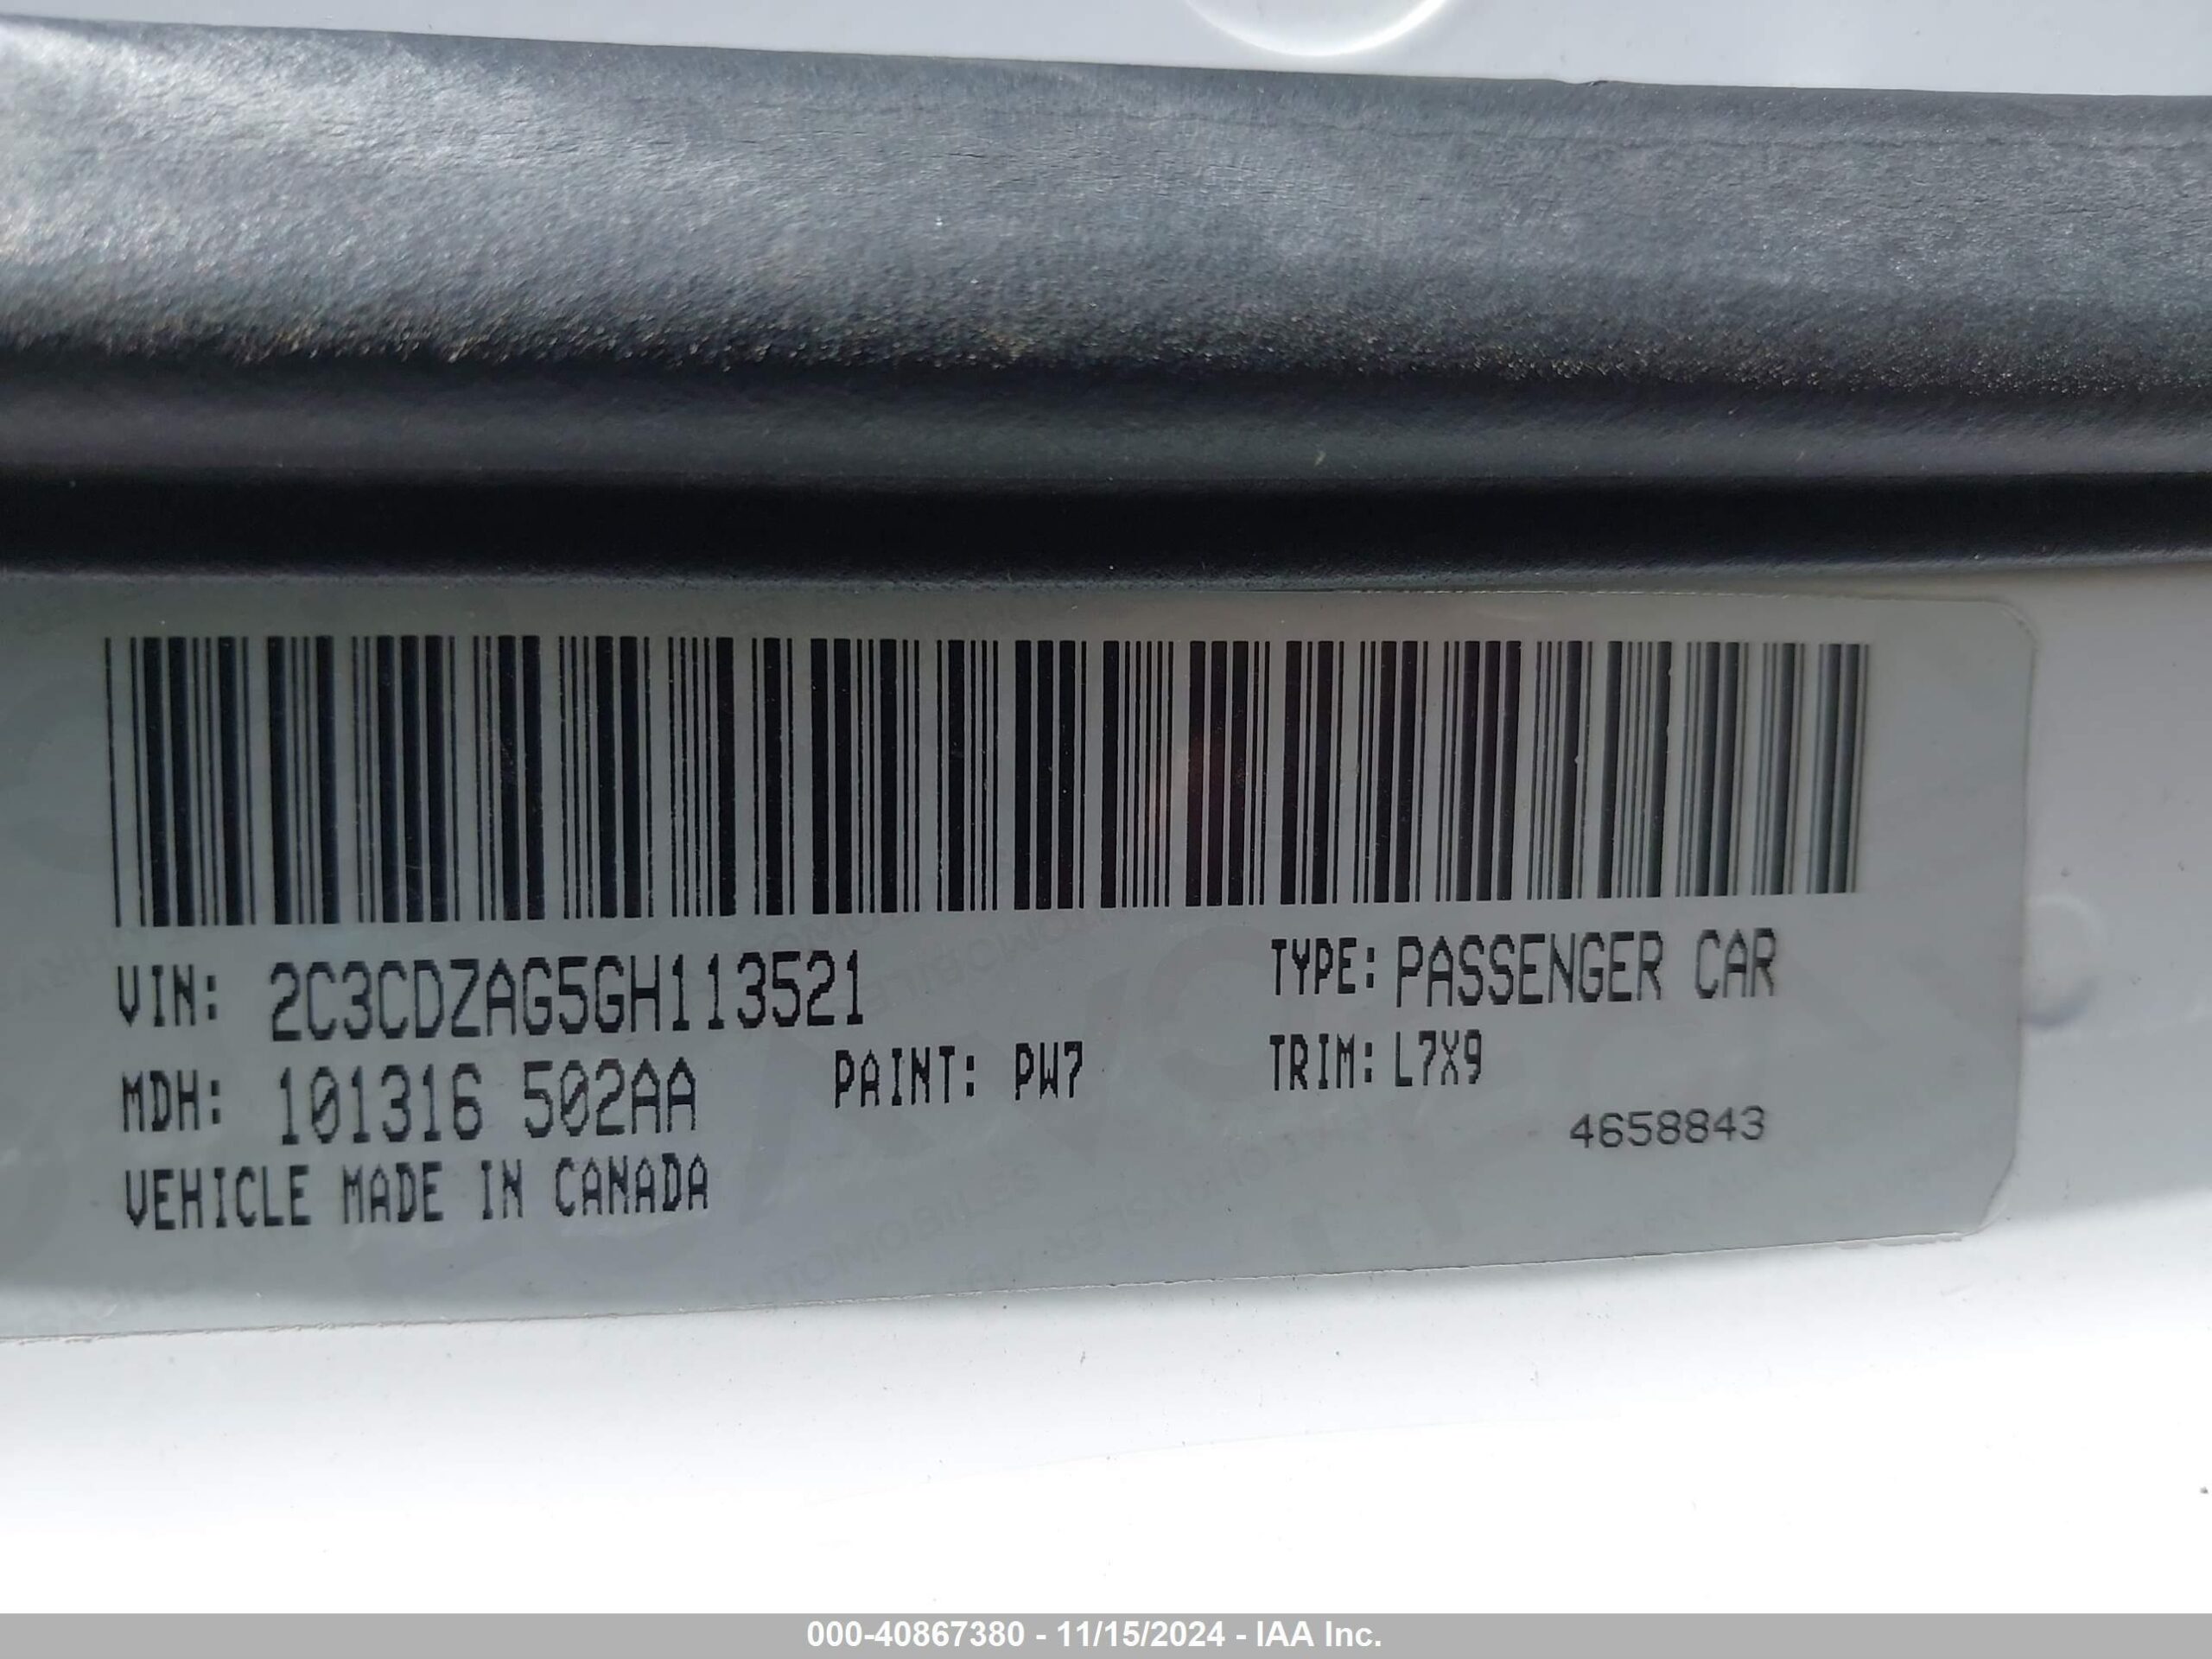 VIN: 2C3CDZAG5GH113521
TYPE: PASSENGER CAR
MDH: 101316 502AA
PAINT: PW7
TRIM: L7X9
4658843
VEHICLE MADE IN CANADA
AUTOMOBILES
000-40867380 - 11/15/2024 - IAA Inc.